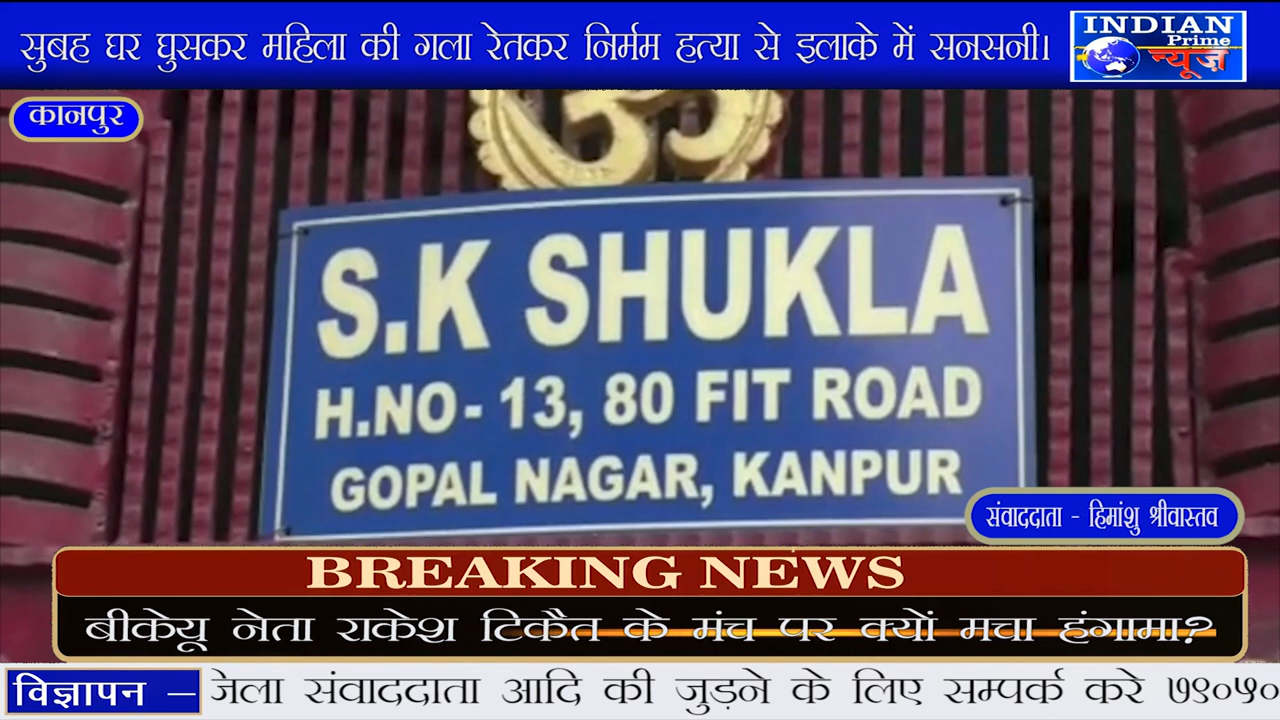 सुबह घर घुसकर महिला की गला रेतकर निर्मम हत्या से इलाके में सनसनी।
INDIAN
Prime
न्यूज़
कानपुर
ॐ
S.K SHUKLA
H.NO- 13, 80 FIT ROAD
GOPAL NAGAR, KANPUR
संवाददाता - हिमांशु श्रीवास्तव
BREAKING NEWS
बीकेयू नेता राकेश टिकैत के मंच पर क्यों मचा हंगामा?
विज्ञापन – जेला संवाददाता आदि की जुड़ने के लिए सम्पर्क करे ७९०५०